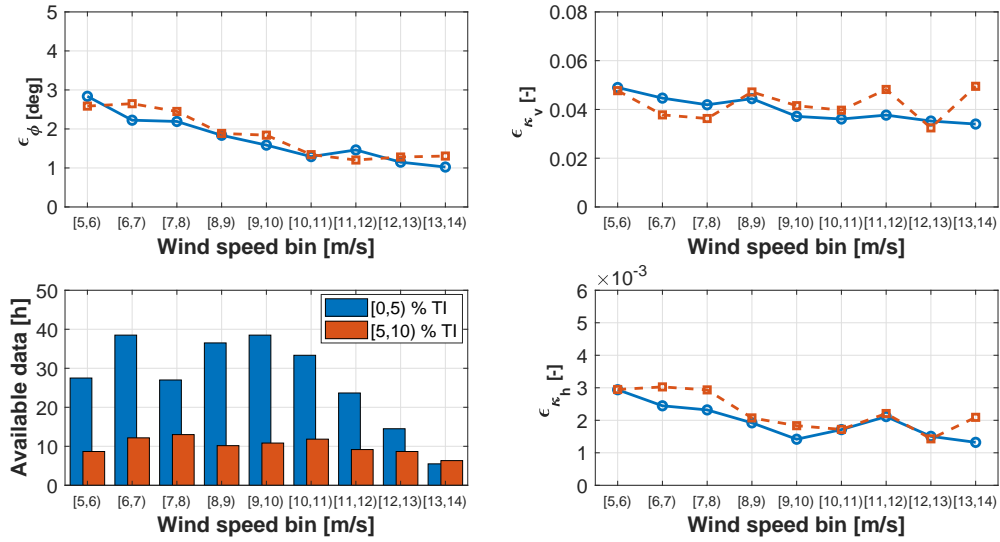 5
4
3
2
1
0
ϵ_ϕ [deg]
[5,6) [6,7) [7,8) [8,9) [9,10) [10,11) [11,12) [12,13) [13,14)
Wind speed bin [m/s]
0.08
0.06
0.04
0.02
0
ϵ_κ_v [-]
[5,6) [6,7) [7,8) [8,9) [9,10) [10,11) [11,12) [12,13) [13,14)
Wind speed bin [m/s]
50
40
30
20
10
0
Available data [h]
[0,5) % TI
[5,10) % TI
[5,6) [6,7) [7,8) [8,9) [9,10) [10,11) [11,12) [12,13) [13,14)
Wind speed bin [m/s]
×10⁻³
6
5
4
3
2
1
0
ϵ_κ_h [-]
[5,6) [6,7) [7,8) [8,9) [9,10) [10,11) [11,12) [12,13) [13,14)
Wind speed bin [m/s]